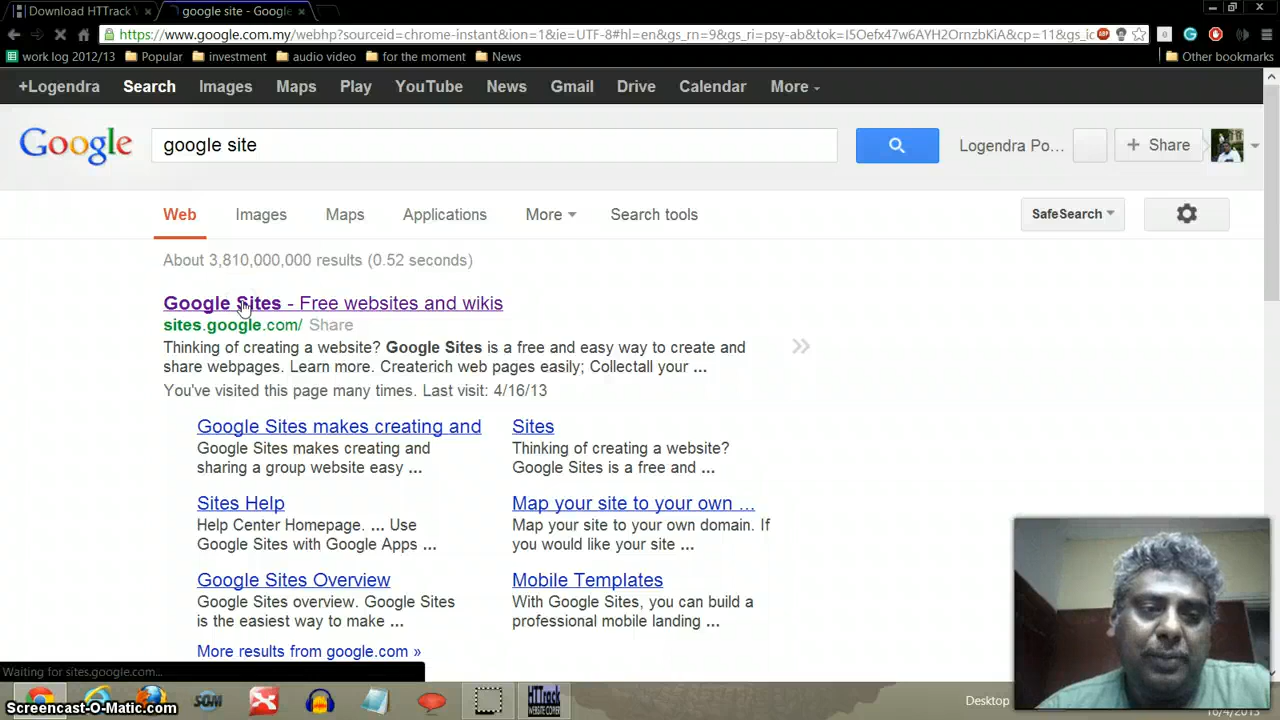 Download HTTrack
google site - Google
https://www.google.com.my/webhp?sourceid=chrome-instant&ion=1&ie=UTF-8#hl=en&gs_rn=9&gs_ri=psy-ab&tok=I5Oefx47w6AYH2OrnzbKiA&cp=11&gs_ic
work log 2012/13 Popular investment audio video for the moment News Other bookmarks
+Logendra Search Images Maps Play YouTube News Gmail Drive Calendar More
Google google site Logendra Po... + Share
Web Images Maps Applications More Search tools SafeSearch
About 3,810,000,000 results (0.52 seconds)
Google Sites - Free websites and wikis
sites.google.com/ Share
Thinking of creating a website? Google Sites is a free and easy way to create and
share webpages. Learn more. Createrich web pages easily; Collectall your ...
You've visited this page many times. Last visit: 4/16/13
Google Sites makes creating and
Google Sites makes creating and
sharing a group website easy ...
Sites
Thinking of creating a website?
Google Sites is a free and ...
Sites Help
Help Center Homepage. ... Use
Google Sites with Google Apps ...
Map your site to your own ...
Map your site to your own domain. If
you would like your site ...
Google Sites Overview
Google Sites overview. Google Sites
is the easiest way to make ...
Mobile Templates
With Google Sites, you can build a
professional mobile landing ...
More results from google.com »
Waiting for sites.google.com...
SOM
HTTrack
WEBSITE COPIER
Desktop
Screencast-O-Matic.com
16/4/2013